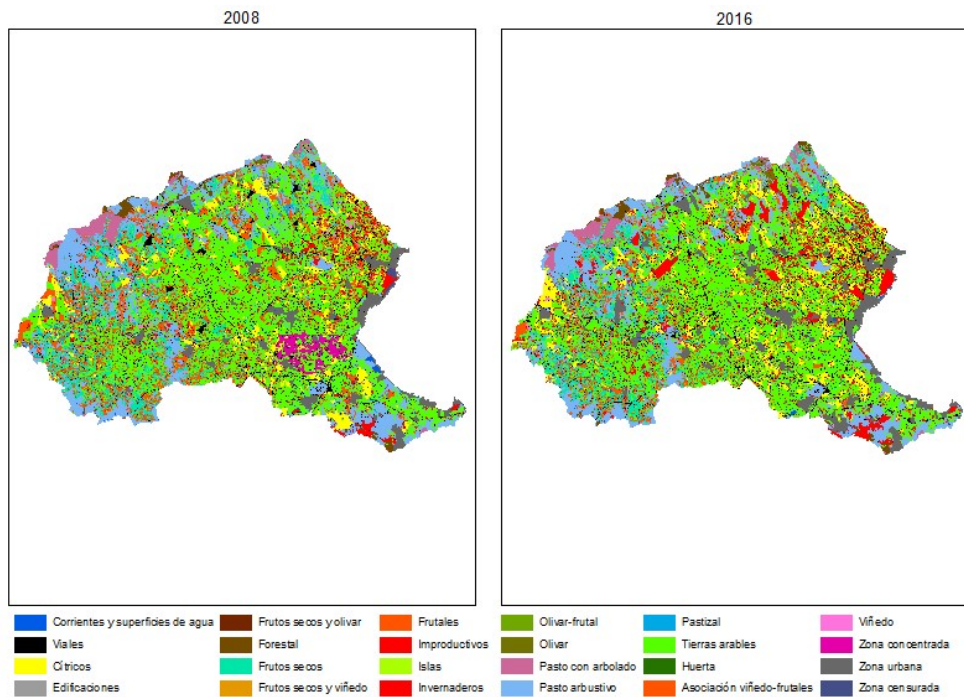 2008 2016
Corrientes y superficies de agua Frutos secos y olivar Frutales Olivar-frutal Pastizal Viñedo
Viales Forestal Improductivos Olivar Tierras arables Zona concentrada
Cítricos Frutos secos Islas Pasto con arbolado Huerta Zona urbana
Edificaciones Frutos secos y viñedo Invernaderos Pasto arbustivo Asociación viñedo-frutales Zona censurada